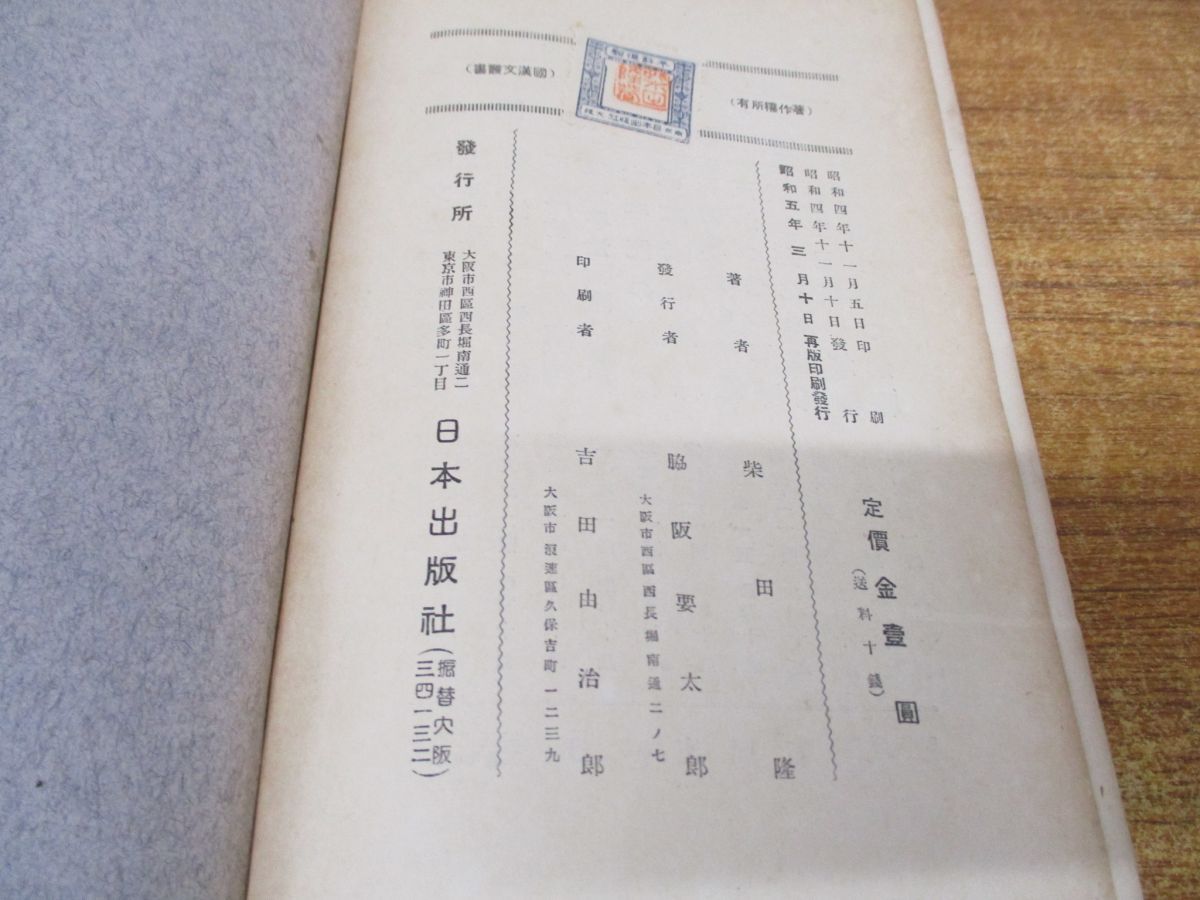 (著作權所有)
(國漢文叢書)
昭和四年十一月五日印刷
昭和四年十一月十日發行
昭和五年三月十日再版印刷發行
定價金壹圓
(送料十錢)
著者 柴田隆
發行者 脇阪要太郎
大阪市西區西長堀南通二ノ七
印刷者 吉田由治郎
大阪市浪速區久保吉町一二三九
發行所
大阪市西區西長堀南通二
東京市神田區多町一丁目
日本出版社
(振替大阪
三四一三二)